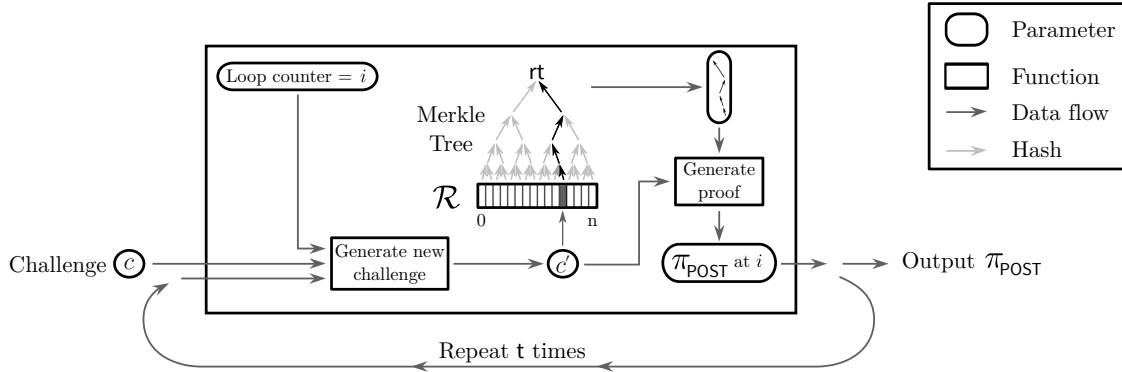 Parameter
Function
Data flow
Hash
Loop counter = i
rt
Merkle
Tree
ℛ
0 n
Generate
proof
Generate new
challenge
Challenge c
c′
π_POST at i
Output π_POST
Repeat t times